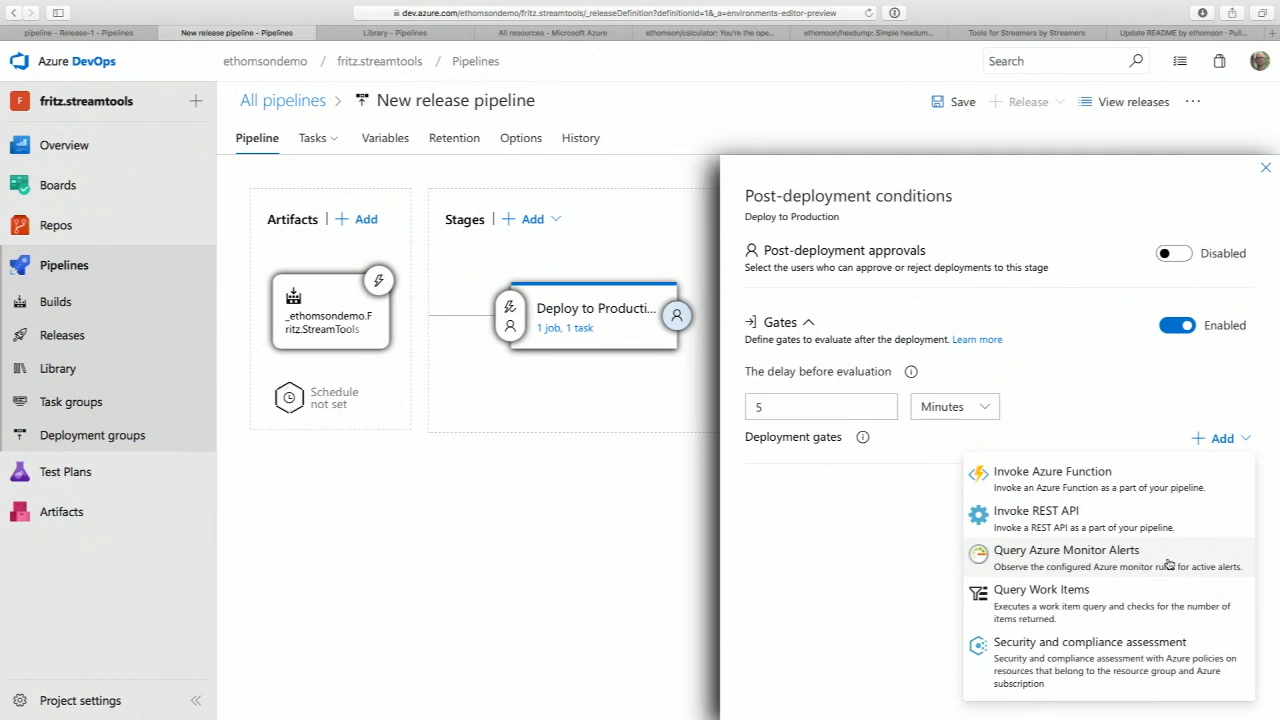 dev.azure.com/ethomsondemo/fritz.streamtools/_releaseDefinition?definitionId=1&_a=environments-editor-preview
pipeline - Release-1 - Pipelines
New release pipeline - Pipelines
Library - Pipelines
All resources - Microsoft Azure
ethomson/calculator: You're the ope...
ethomson/hexdump: Simple hexdum...
Tools for Streamers by Streamers
Update README by ethomson · Pull...
Azure DevOps
ethomsondemo / fritz.streamtools / Pipelines
Search
F
fritz.streamtools
Overview
Boards
Repos
Pipelines
Builds
Releases
Library
Task groups
Deployment groups
Test Plans
Artifacts
Project settings
All pipelines > New release pipeline
Save
Release
View releases
Pipeline
Tasks
Variables
Retention
Options
History
Artifacts
Add
_ethomsondemo.F
ritz.StreamTools
Schedule
not set
Stages
Add
Deploy to Producti...
1 job, 1 task
Post-deployment conditions
Deploy to Production
Post-deployment approvals
Disabled
Select the users who can approve or reject deployments to this stage
Gates
Enabled
Define gates to evaluate after the deployment. Learn more
The delay before evaluation
5
Minutes
Deployment gates
Add
Invoke Azure Function
Invoke an Azure Function as a part of your pipeline.
Invoke REST API
Invoke a REST API as a part of your pipeline.
Query Azure Monitor Alerts
Observe the configured Azure monitor rules for active alerts.
Query Work Items
Executes a work item query and checks for the number of
items returned.
Security and compliance assessment
Security and compliance assessment with Azure policies on
resources that belong to the resource group and Azure
subscription